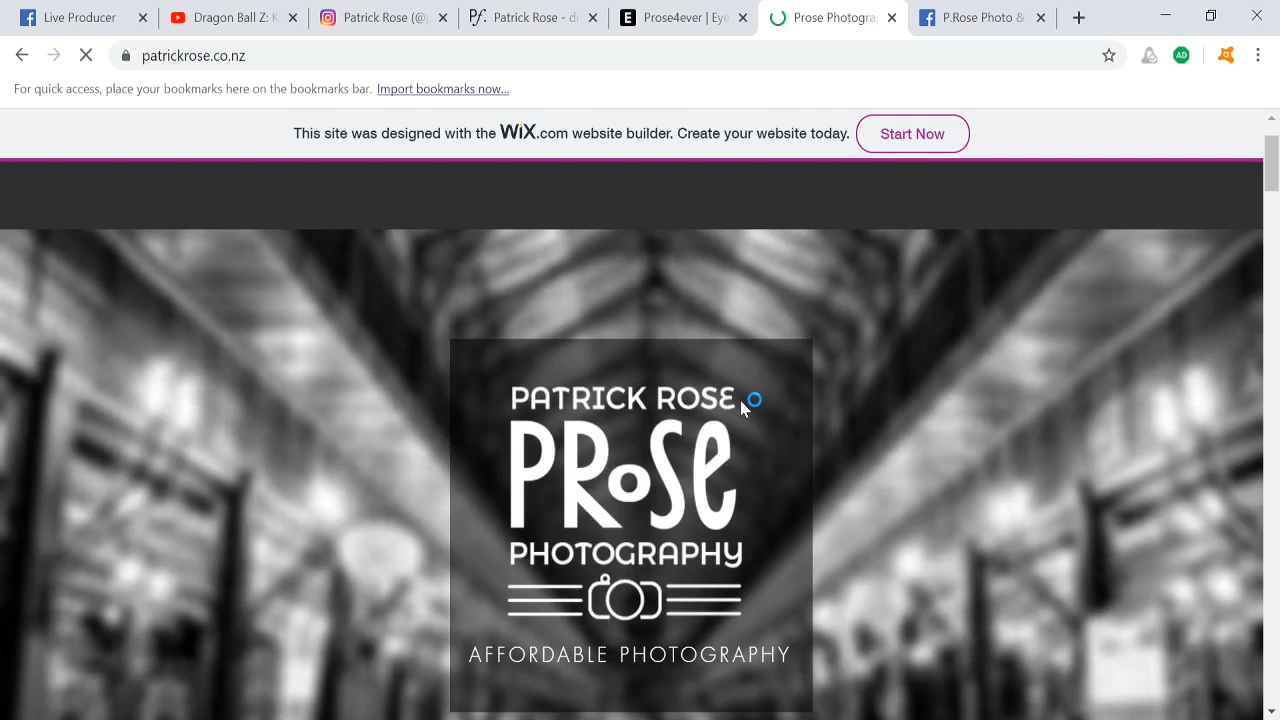 Live Producer
Dragon Ball Z: K
Patrick Rose (@p
Patrick Rose - di
Prose4ever | Eye
Prose Photogra
P.Rose Photo &
patrickrose.co.nz
AD
For quick access, place your bookmarks here on the bookmarks bar. Import bookmarks now...
This site was designed with the WiX.com website builder. Create your website today. Start Now
PATRICK ROSE
PRoSe
PHOTOGRAPHY
AFFORDABLE PHOTOGRAPHY